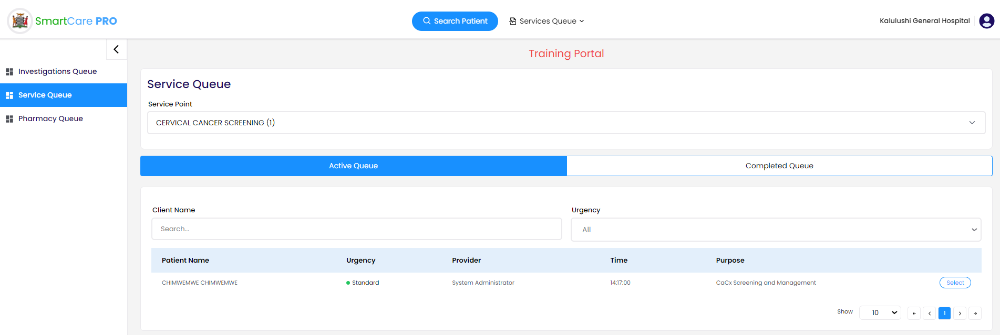 SmartCare PRO
Search Patient
Services Queue
Kalulushi General Hospital
Investigations Queue
Service Queue
Pharmacy Queue
Training Portal
Service Queue
Service Point
CERVICAL CANCER SCREENING (1)
Active Queue
Completed Queue
Client Name
Urgency
Search...
All
Patient Name Urgency Provider Time Purpose
CHIMWEMWE CHIMWEMWE Standard System Administrator 14:17:00 CaCx Screening and Management Select
Show 10 1